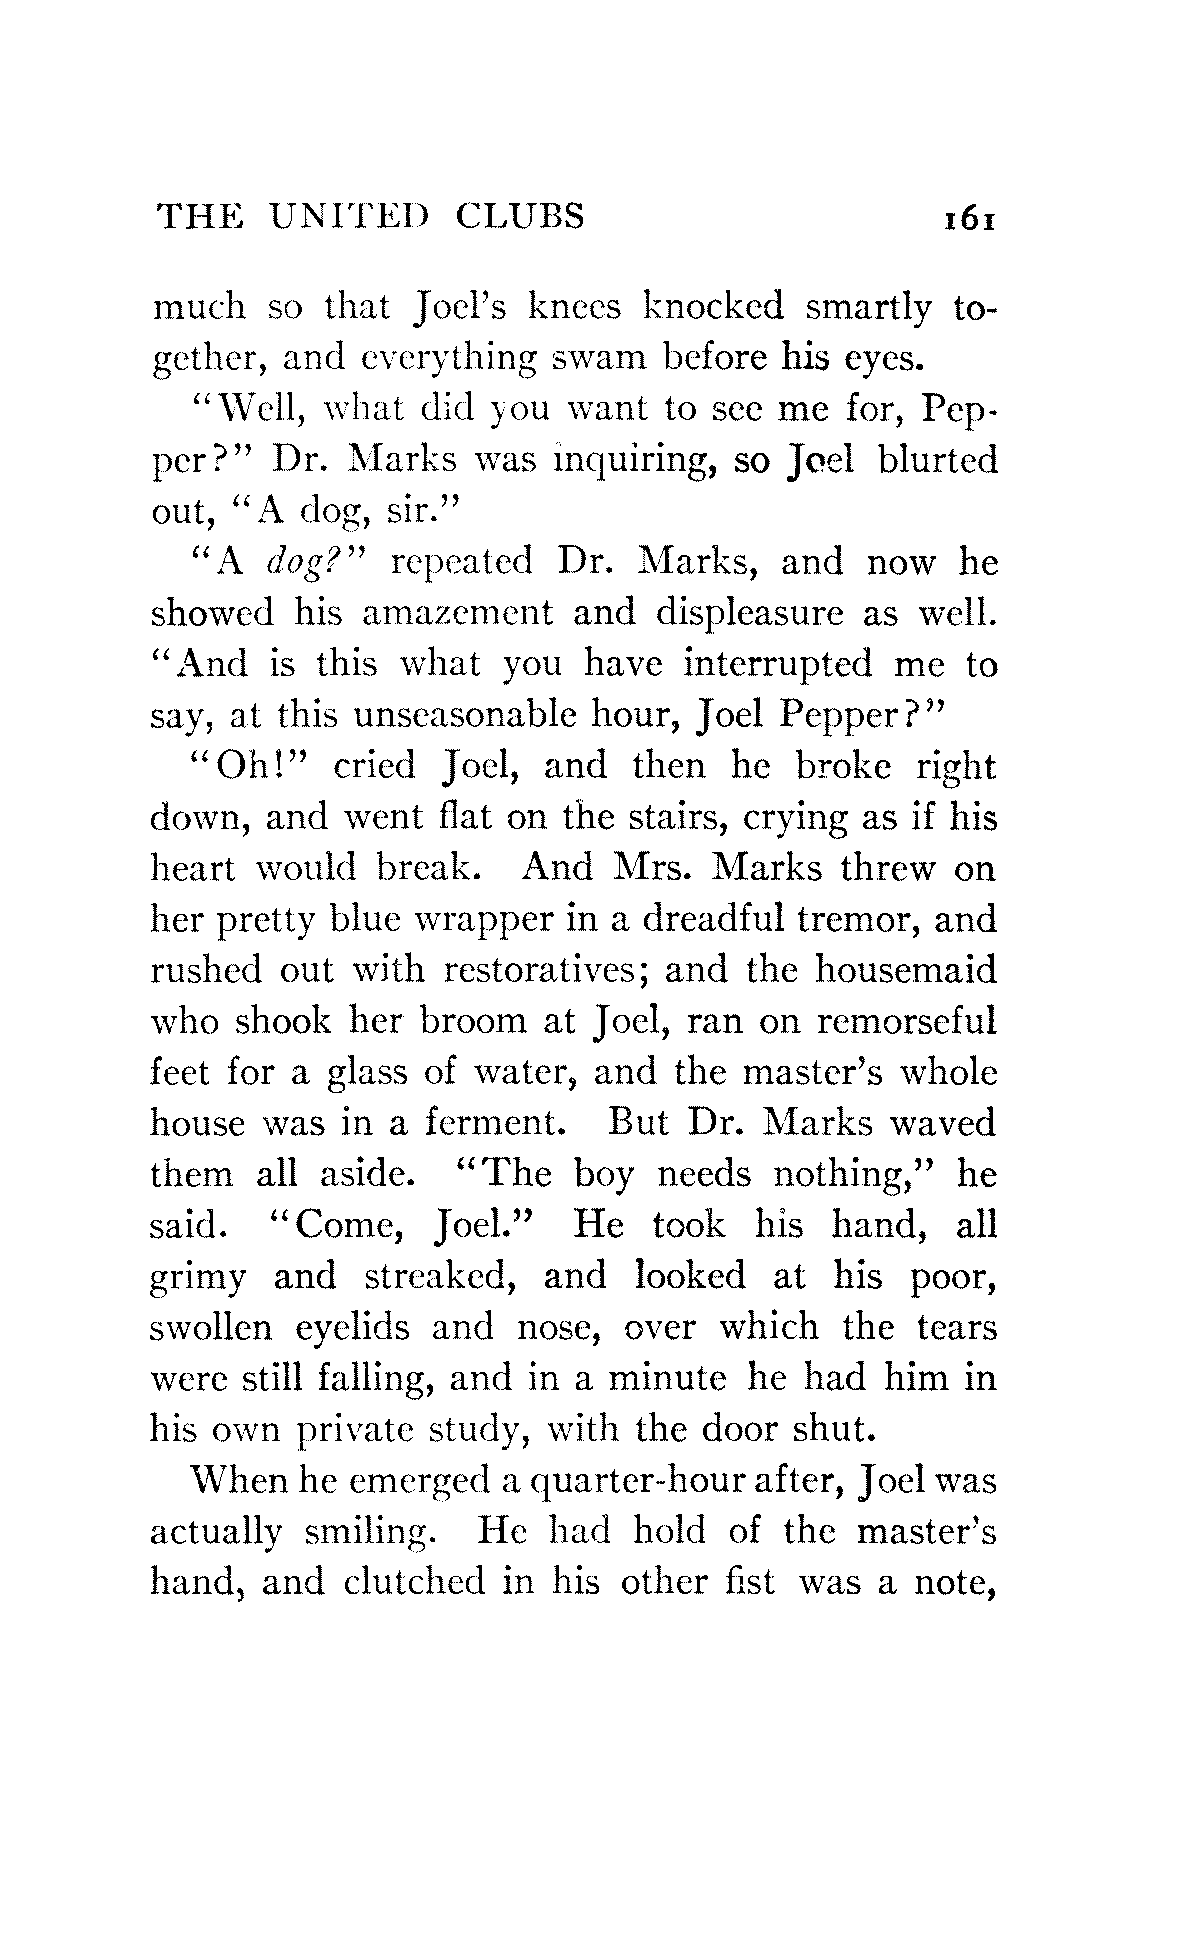 THE UNITED CLUBS 161
much so that Joel's knees knocked smartly to-
gether, and everything swam before his eyes.
"Well, what did you want to see me for, Pep-
per?" Dr. Marks was inquiring, so Joel blurted
out, "A dog, sir."
"A dog?" repeated Dr. Marks, and now he
showed his amazement and displeasure as well.
"And is this what you have interrupted me to
say, at this unseasonable hour, Joel Pepper?"
"Oh!" cried Joel, and then he broke right
down, and went flat on the stairs, crying as if his
heart would break. And Mrs. Marks threw on
her pretty blue wrapper in a dreadful tremor, and
rushed out with restoratives; and the housemaid
who shook her broom at Joel, ran on remorseful
feet for a glass of water, and the master's whole
house was in a ferment. But Dr. Marks waved
them all aside. "The boy needs nothing," he
said. "Come, Joel." He took his hand, all
grimy and streaked, and looked at his poor,
swollen eyelids and nose, over which the tears
were still falling, and in a minute he had him in
his own private study, with the door shut.
When he emerged a quarter-hour after, Joel was
actually smiling. He had hold of the master's
hand, and clutched in his other fist was a note,